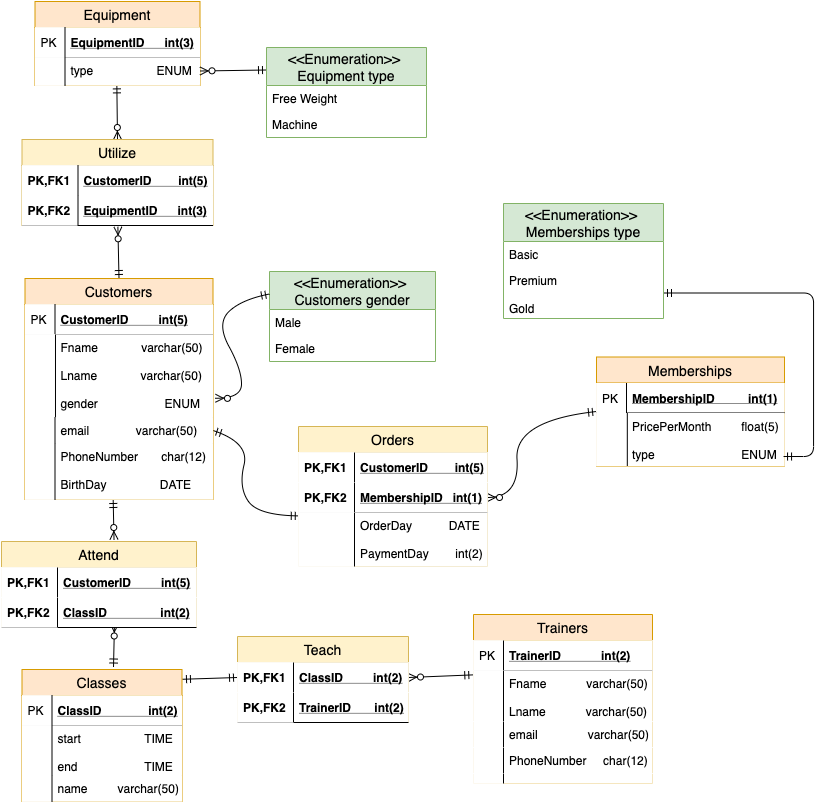 Equipment
PK EquipmentID int(3)
type ENUM
<<Enumeration>>
Equipment type
Free Weight
Machine
Utilize
PK,FK1 CustomerID int(5)
PK,FK2 EquipmentID int(3)
<<Enumeration>>
Memberships type
Basic
Premium
Gold
Customers
PK CustomerID int(5)
Fname varchar(50)
Lname varchar(50)
gender ENUM
email varchar(50)
PhoneNumber char(12)
BirthDay DATE
<<Enumeration>>
Customers gender
Male
Female
Memberships
PK MembershipID int(1)
PricePerMonth float(5)
type ENUM
Orders
PK,FK1 CustomerID int(5)
PK,FK2 MembershipID int(1)
OrderDay DATE
PaymentDay int(2)
Attend
PK,FK1 CustomerID int(5)
PK,FK2 ClassID int(2)
Teach
PK,FK1 ClassID int(2)
PK,FK2 TrainerID int(2)
Trainers
PK TrainerID int(2)
Fname varchar(50)
Lname varchar(50)
email varchar(50)
PhoneNumber char(12)
Classes
PK ClassID int(2)
start TIME
end TIME
name varchar(50)